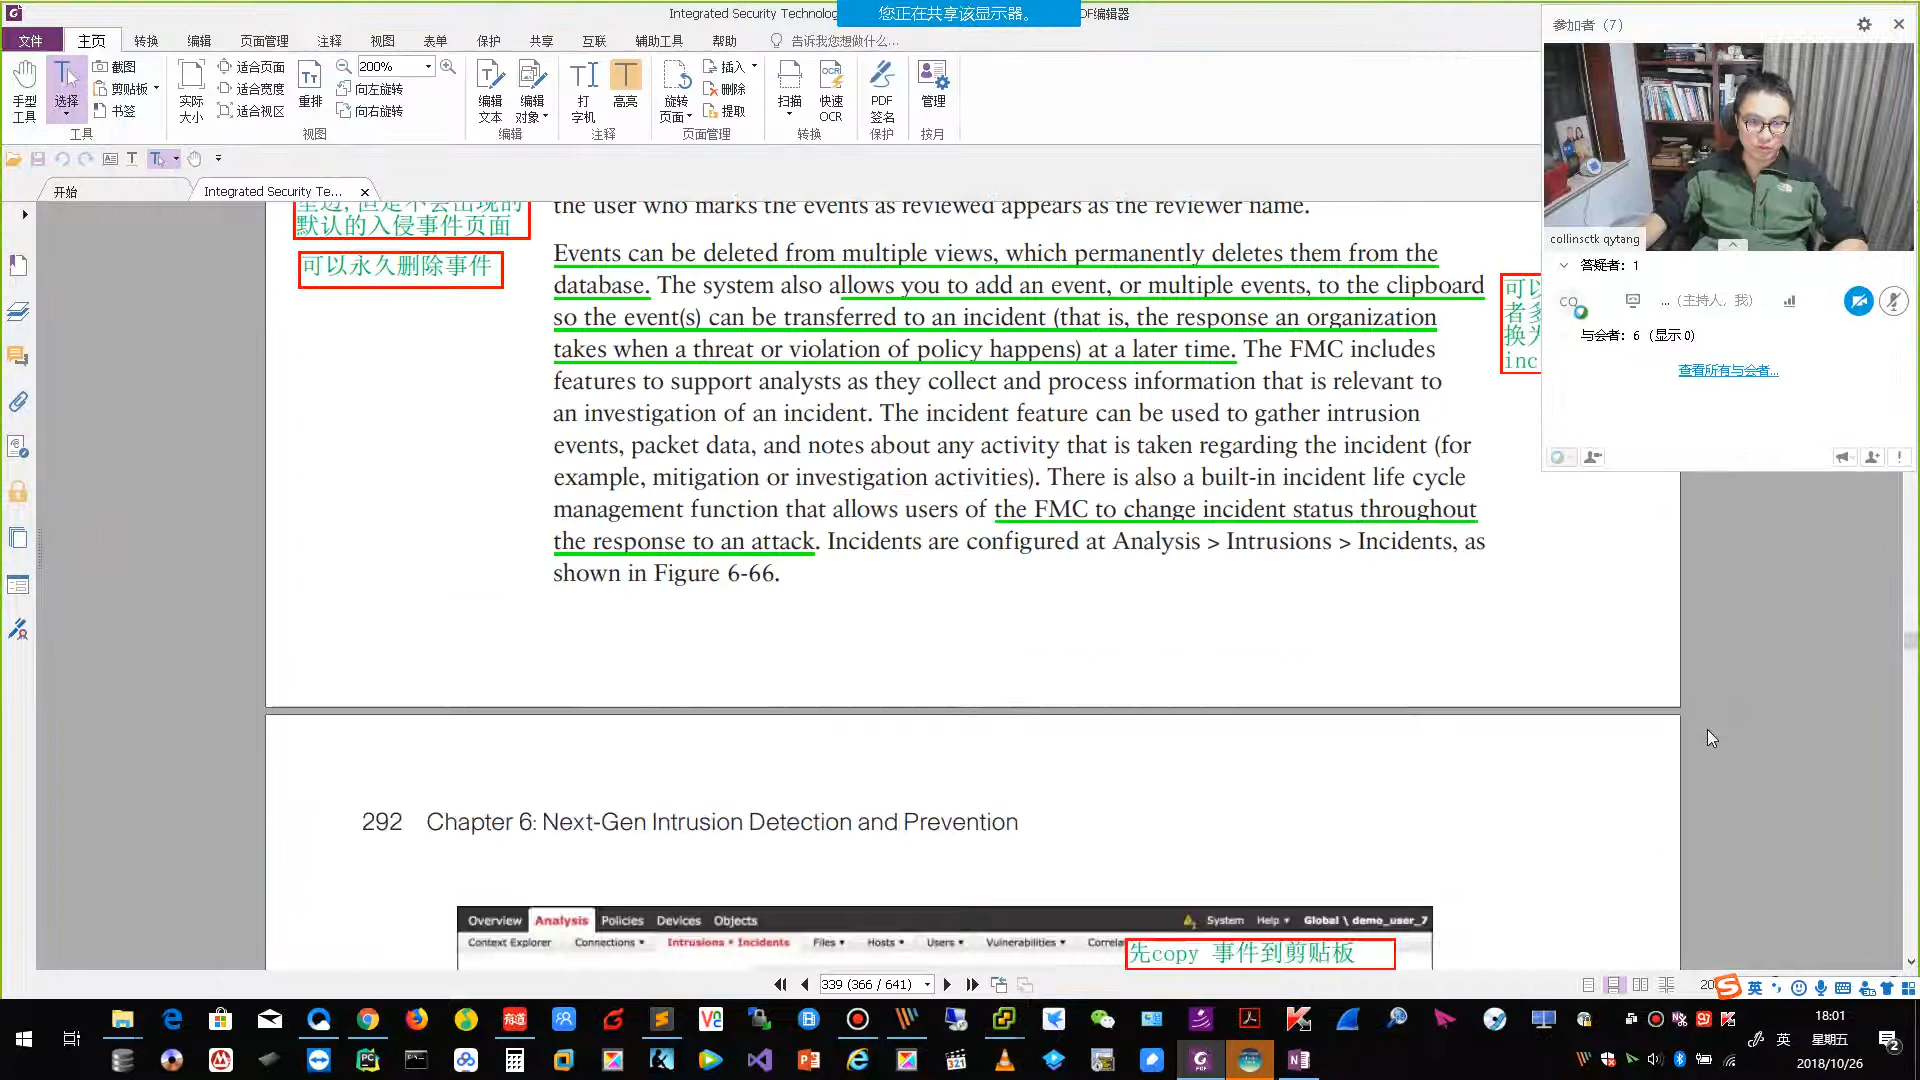 Integrated Security Technolog
您正在共享该显示器。
DF编辑器
文件 主页 转换 编辑 页面管理 注释 视图 表单 保护 共享 互联 辅助工具 帮助 告诉我您想做什么...
手型工具
选择
截图
剪贴板
书签
工具
实际大小
适合页面
适合宽度
适合视区
重排
200%
向左旋转
向右旋转
视图
编辑文本
编辑对象
编辑
打字机
高亮
注释
旋转页面
插入
删除
提取
页面管理
扫描
快速OCR
转换
PDF签名
保护
管理
按月
开始
Integrated Security Te...
默认的入侵事件页面
可以永久删除事件
the user who marks the events as reviewed appears as the reviewer name.
Events can be deleted from multiple views, which permanently deletes them from the
database. The system also allows you to add an event, or multiple events, to the clipboard
so the event(s) can be transferred to an incident (that is, the response an organization
takes when a threat or violation of policy happens) at a later time. The FMC includes
features to support analysts as they collect and process information that is relevant to
an investigation of an incident. The incident feature can be used to gather intrusion
events, packet data, and notes about any activity that is taken regarding the incident (for
example, mitigation or investigation activities). There is also a built-in incident life cycle
management function that allows users of the FMC to change incident status throughout
the response to an attack. Incidents are configured at Analysis > Intrusions > Incidents, as
shown in Figure 6-66.
可以
者多
换为
inc
参加者 (7)
collinsctk qytang
答疑者: 1
CQ ... (主持人, 我)
与会者: 6 (显示 0)
查看所有与会者...
292 Chapter 6: Next-Gen Intrusion Detection and Prevention
Overview Analysis Policies Devices Objects System Help Global \ demo_user_7
Context Explorer Connections Intrusions • Incidents Files Hosts Users Vulnerabilities Correla
先copy 事件到剪贴板
339 (366 / 641)
20
英
18:01
英 星期五
2018/10/26
2